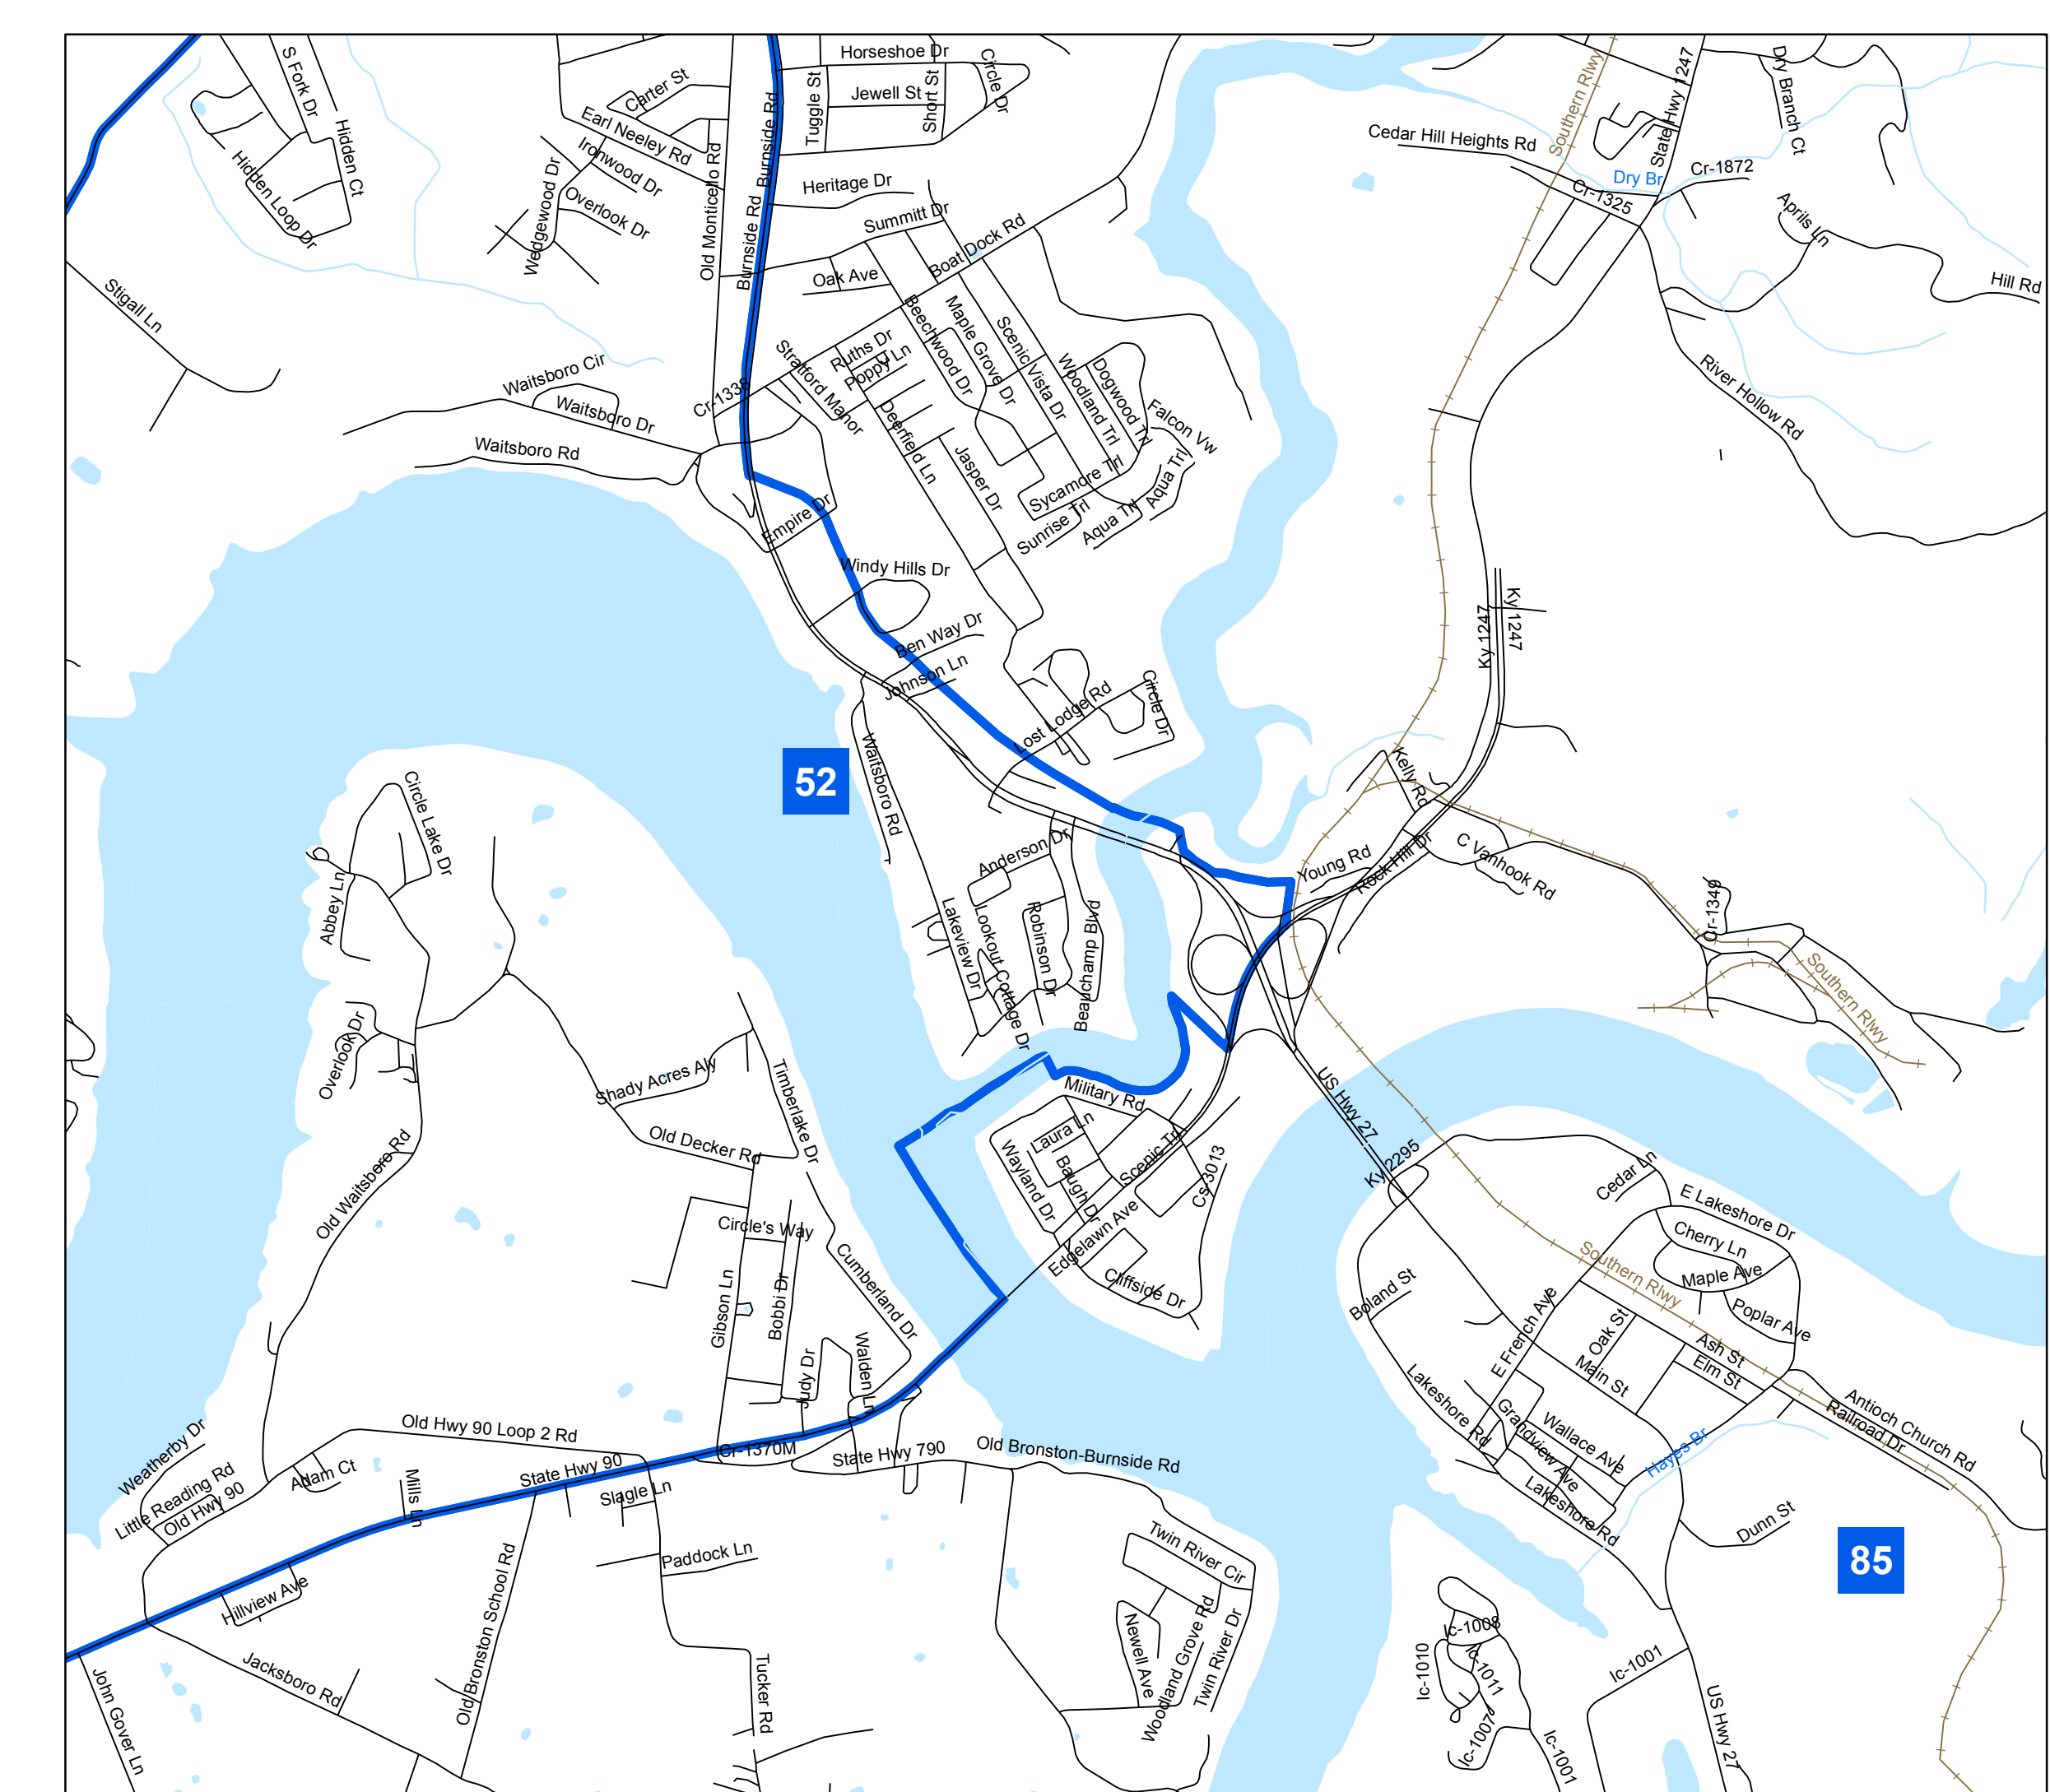 S Fork Dr
Hidden Ct
Hidden Loop Dr
Carter St
Earl Neeley Rd
Ironwood Dr
Overlook Dr
Wedgewood Dr
Old Monticello Rd
Burnside Rd
Burnside Rd
Horseshoe Dr
Circle Dr
Tuggle St
Jewell St
Short St
Heritage Dr
Summitt Dr
Boat Dock Rd
Oak Ave
Southern Rlwy
State Hwy 1247
Dry Branch Ct
Cedar Hill Heights Rd
Dry Br
Cr-1872
Cr-1325
Aprils Ln
Hill Rd
River Hollow Rd
Stigall Ln
Waitsboro Cir
Waitsboro Dr
Waitsboro Rd
Stratford Manor
Ruths Dr
Poppy Ln
Beechwood Dr
Maple Grove Dr
Scenic Vista Dr
Woodland Trl
Dogwood Trl
Falcon Vw
Deerfield Ln
Jasper Dr
Sycamore Trl
Sunrise Trl
Aqua Trl
Aqua Trl
Empire Dr
Windy Hills Dr
Ben Way Dr
Johnson Ln
Lost Lodge Rd
Circle Dr
Ky 1247
Ky 1247
52
Waitsboro Rd
Circle Lake Dr
Abbey Ln
Anderson Dr
Lakeview Dr
Lookout Cottage Dr
Robinson Dr
Beauchamp Blvd
Kelly Rd
Young Rd
Rock Hill Dr
C Vanhook Rd
Cr-1349
Southern Rlwy
Overlook Dr
Shady Acres Aly
Timberlake Dr
Old Decker Rd
Old Waitsboro Rd
Military Rd
Laura Ln
Wayland Dr
Baugh Dr
Scenic Trl
Cs-3013
Edgelawn Ave
Cliffside Dr
US Hwy 27
Ky 2295
Cedar Ln
E Lakeshore Dr
Cherry Ln
Maple Ave
Poplar Ave
Southern Rlwy
Circle's Way
Cumberland Dr
Gibson Ln
Bobbi Dr
Judy Dr
Walden Ln
Boland St
E French Ave
Oak St
Main St
Ash St
Elm St
Lakeshore Rd
Grandview Ave
Wallace Ave
Hayes Br
Antioch Church Rd
Railroad Dr
Lakeshore Rd
Dunn St
85
Weatherby Dr
Old Hwy 90 Loop 2 Rd
Little Reading Rd
Old Hwy 90
Adam Ct
Mills Ln
State Hwy 90
Slagle Ln
Cr-1370M
State Hwy 790
Old Bronston-Burnside Rd
Hillview Ave
Old Bronston School Rd
Paddock Ln
Jacksboro Rd
John Gover Ln
Tucker Rd
Twin River Cir
Newell Ave
Woodland Grove Rd
Twin River Dr
Ic-1008
Ic-1010
Ic-1011
Ic-1007
Ic-1001
Ic-1001
US Hwy 27